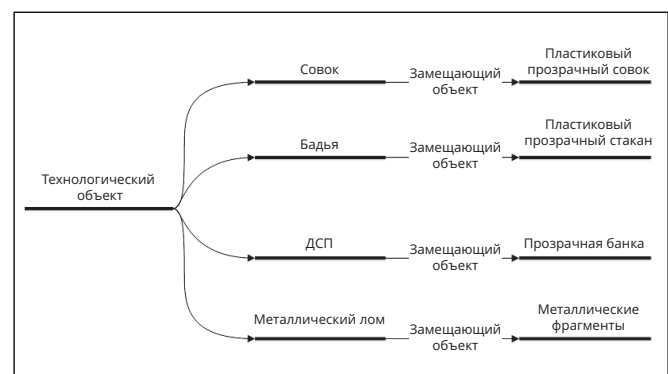 Технологический
объект
Совок
Замещающий
объект
Пластиковый
прозрачный совок
Бадья
Замещающий
объект
Пластиковый
прозрачный стакан
ДСП
Замещающий
объект
Прозрачная банка
Металлический лом
Замещающий
объект
Металлические
фрагменты